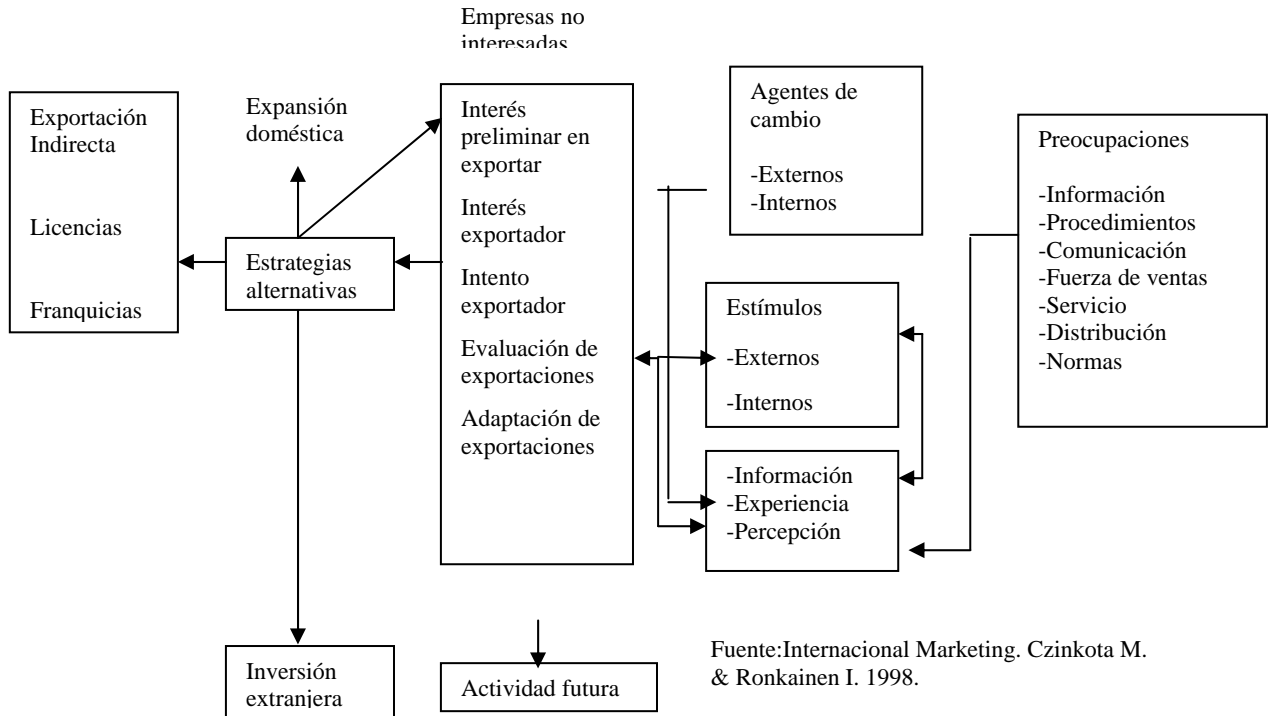 Empresas no
interesadas
Exportación
Indirecta
Licencias
Franquicias
Expansión
doméstica
Estrategias
alternativas
Interés
preliminar en
exportar
Interés
exportador
Intento
exportador
Evaluación de
exportaciones
Adaptación de
exportaciones
Agentes de
cambio
-Externos
-Internos
Estímulos
-Externos
-Internos
-Información
-Experiencia
-Percepción
Preocupaciones
-Información
-Procedimientos
-Comunicación
-Fuerza de ventas
-Servicio
-Distribución
-Normas
Inversión
extranjera
Actividad futura
Fuente:Internacional Marketing. Czinkota M.
& Ronkainen I. 1998.